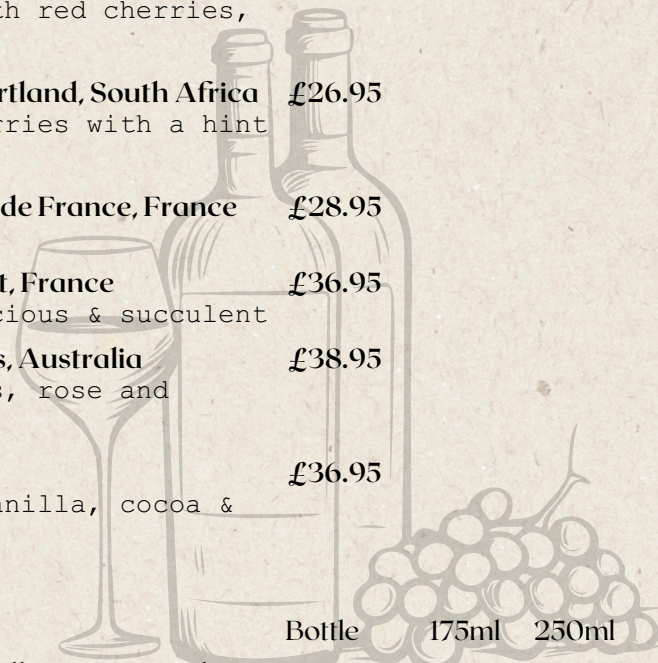 th red cherries,
rtland, South Africa £26.95
rries with a hint
de France, France £28.95
t, France £36.95
cious & succulent
s, Australia £38.95
s, rose and
£36.95
anilla, cocoa &
Bottle 175ml 250ml